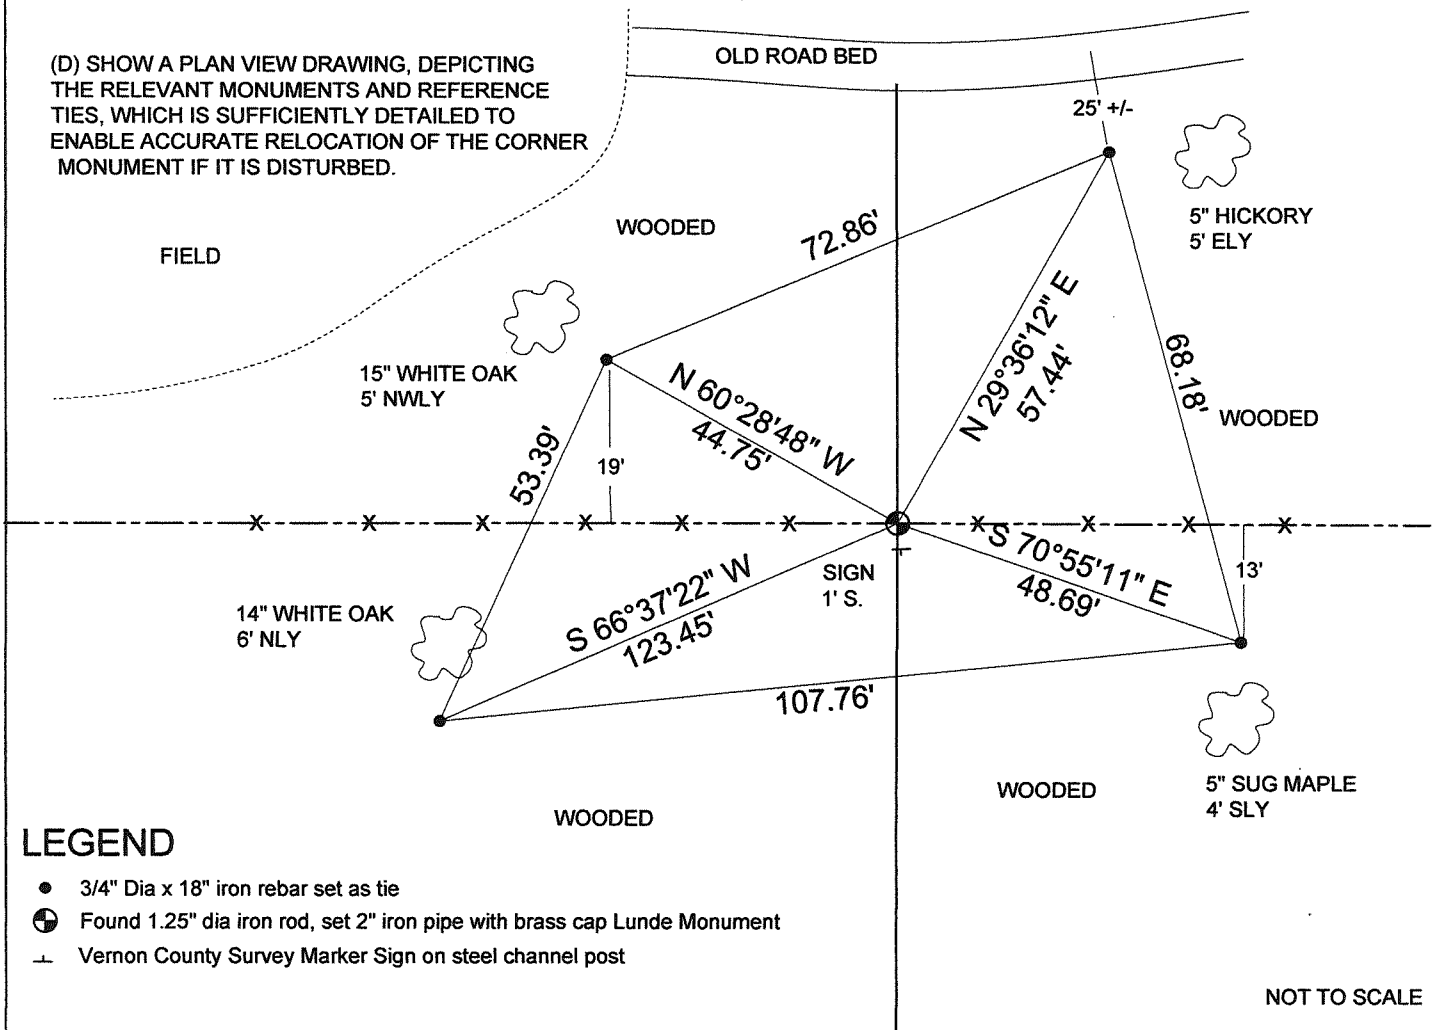 (D) SHOW A PLAN VIEW DRAWING, DEPICTING
THE RELEVANT MONUMENTS AND REFERENCE
TIES, WHICH IS SUFFICIENTLY DETAILED TO
ENABLE ACCURATE RELOCATION OF THE CORNER
MONUMENT IF IT IS DISTURBED.
OLD ROAD BED
25' +/-
5" HICKORY
5' ELY
WOODED
72.86'
FIELD
N 29°36'12" E
57.44'
68.18'
WOODED
15" WHITE OAK
5' NWLY
N 60°28'48" W
44.75'
53.39'
19'
X X X X X X X X X X
SIGN
1' S.
S 70°55'11" E
48.69'
13'
14" WHITE OAK
6' NLY
S 66°37'22" W
123.45'
107.76'
5" SUG MAPLE
4' SLY
WOODED
WOODED
LEGEND
3/4" Dia x 18" iron rebar set as tie
Found 1.25" dia iron rod, set 2" iron pipe with brass cap Lunde Monument
Vernon County Survey Marker Sign on steel channel post
NOT TO SCALE